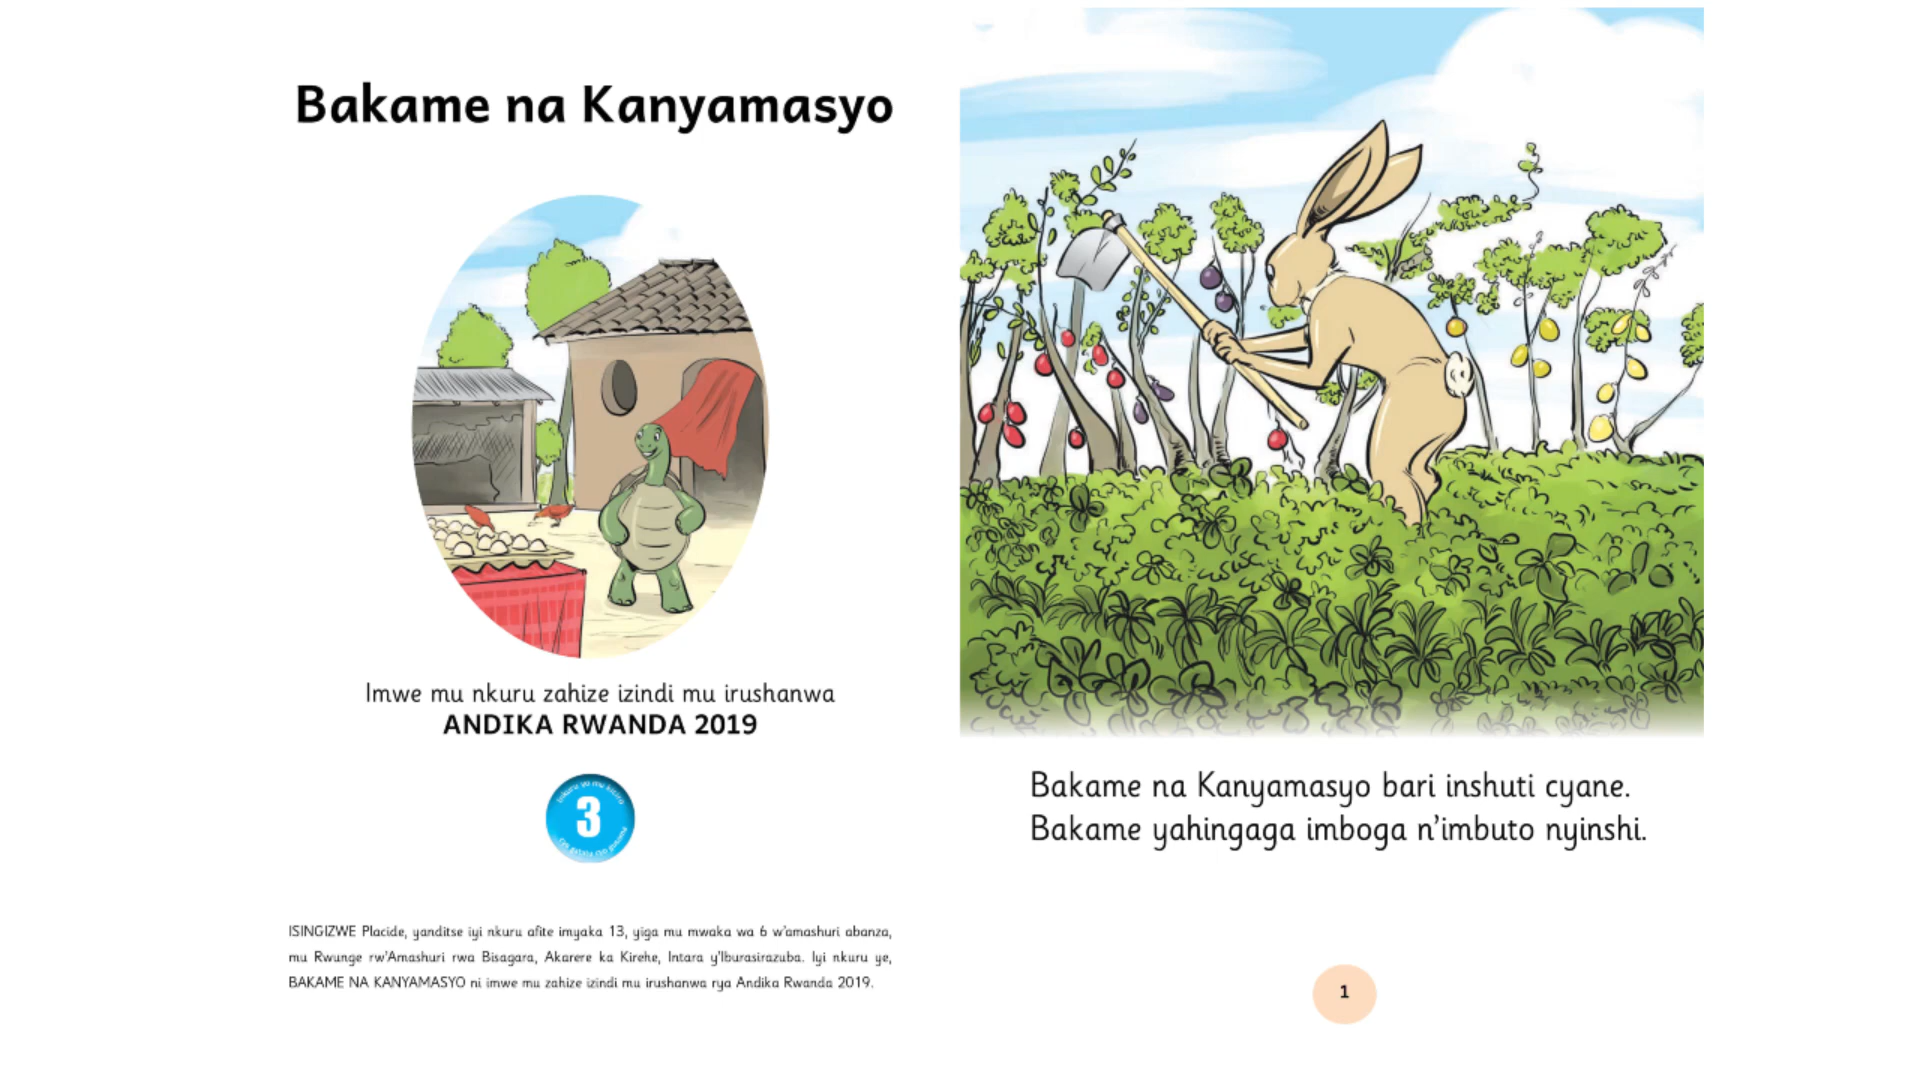 Bakame na Kanyamasyo
Imwe mu nkuru zahize izindi mu irushanwa
ANDIKA RWANDA 2019
3
ISINGIZWE Placide, yanditse iyi nkuru afite imyaka 13, yiga mu mwaka wa 6 w'amashuri abanza,
mu Rwunge rw'Amashuri rwa Bisagara, Akarere ka Kirehe, Intara y'Iburasirazuba. Iyi nkuru ye,
BAKAME NA KANYAMASYO ni imwe mu zahize izindi mu irushanwa rya Andika Rwanda 2019.
Bakame na Kanyamasyo bari inshuti cyane.
Bakame yahingaga imboga n'imbuto nyinshi.
1